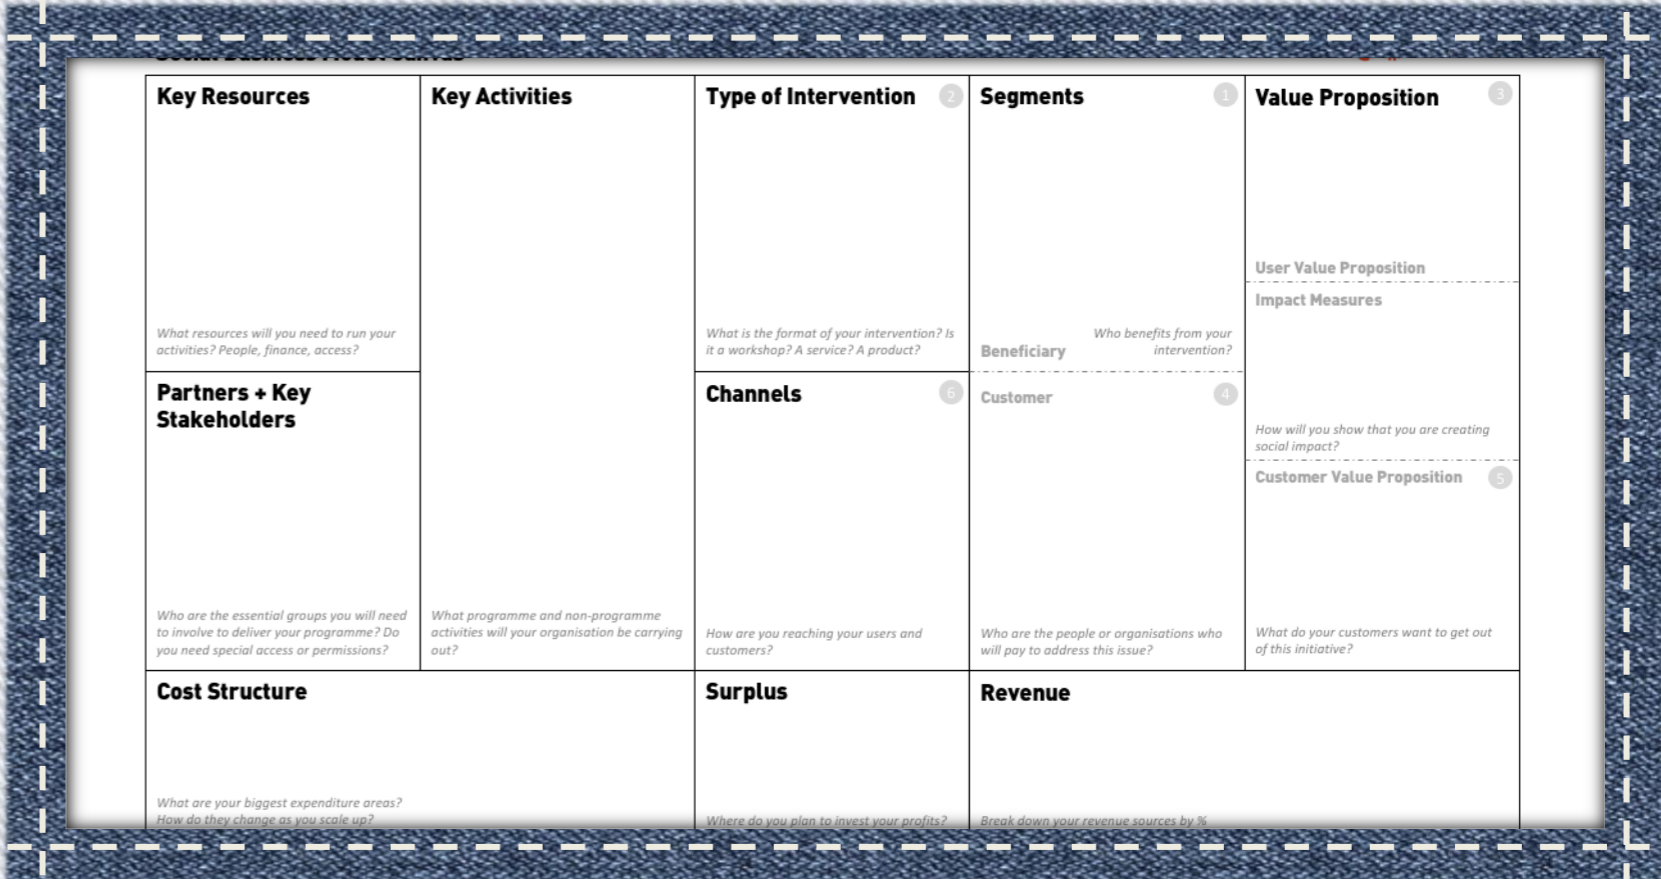 Social Business Model Canvas
Key Resources
What resources will you need to run your
activities? People, finance, access?
Partners + Key
Stakeholders
Who are the essential groups you will need
to involve to deliver your programme? Do
you need special access or permissions?
Key Activities
What programme and non-programme
activities will your organisation be carrying
out?
Type of Intervention 2
What is the format of your intervention? Is
it a workshop? A service? A product?
Channels 6
How are you reaching your users and
customers?
Segments 1
Who benefits from your
Beneficiary intervention?
Customer 4
Who are the people or organisations who
will pay to address this issue?
Value Proposition 3
User Value Proposition
Impact Measures
How will you show that you are creating
social impact?
Customer Value Proposition 5
What do your customers want to get out
of this initiative?
Cost Structure
What are your biggest expenditure areas?
How do they change as you scale up?
Surplus
Where do you plan to invest your profits?
Revenue
Break down your revenue sources by %